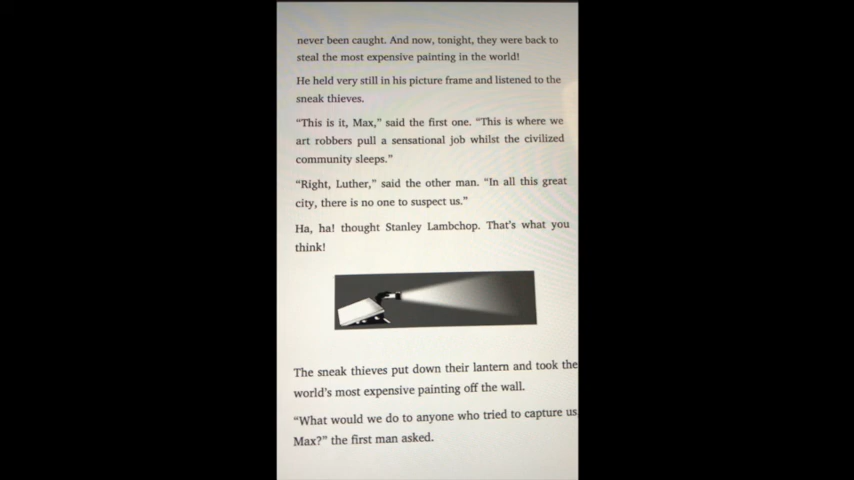 never been caught. And now, tonight, they were back to
steal the most expensive painting in the world!
He held very still in his picture frame and listened to the
sneak thieves.
“This is it, Max,” said the first one. “This is where we
art robbers pull a sensational job whilst the civilized
community sleeps.”
“Right, Luther,” said the other man. “In all this great
city, there is no one to suspect us.”
Ha, ha! thought Stanley Lambchop. That’s what you
think!
The sneak thieves put down their lantern and took the
world’s most expensive painting off the wall.
“What would we do to anyone who tried to capture us
Max?” the first man asked.